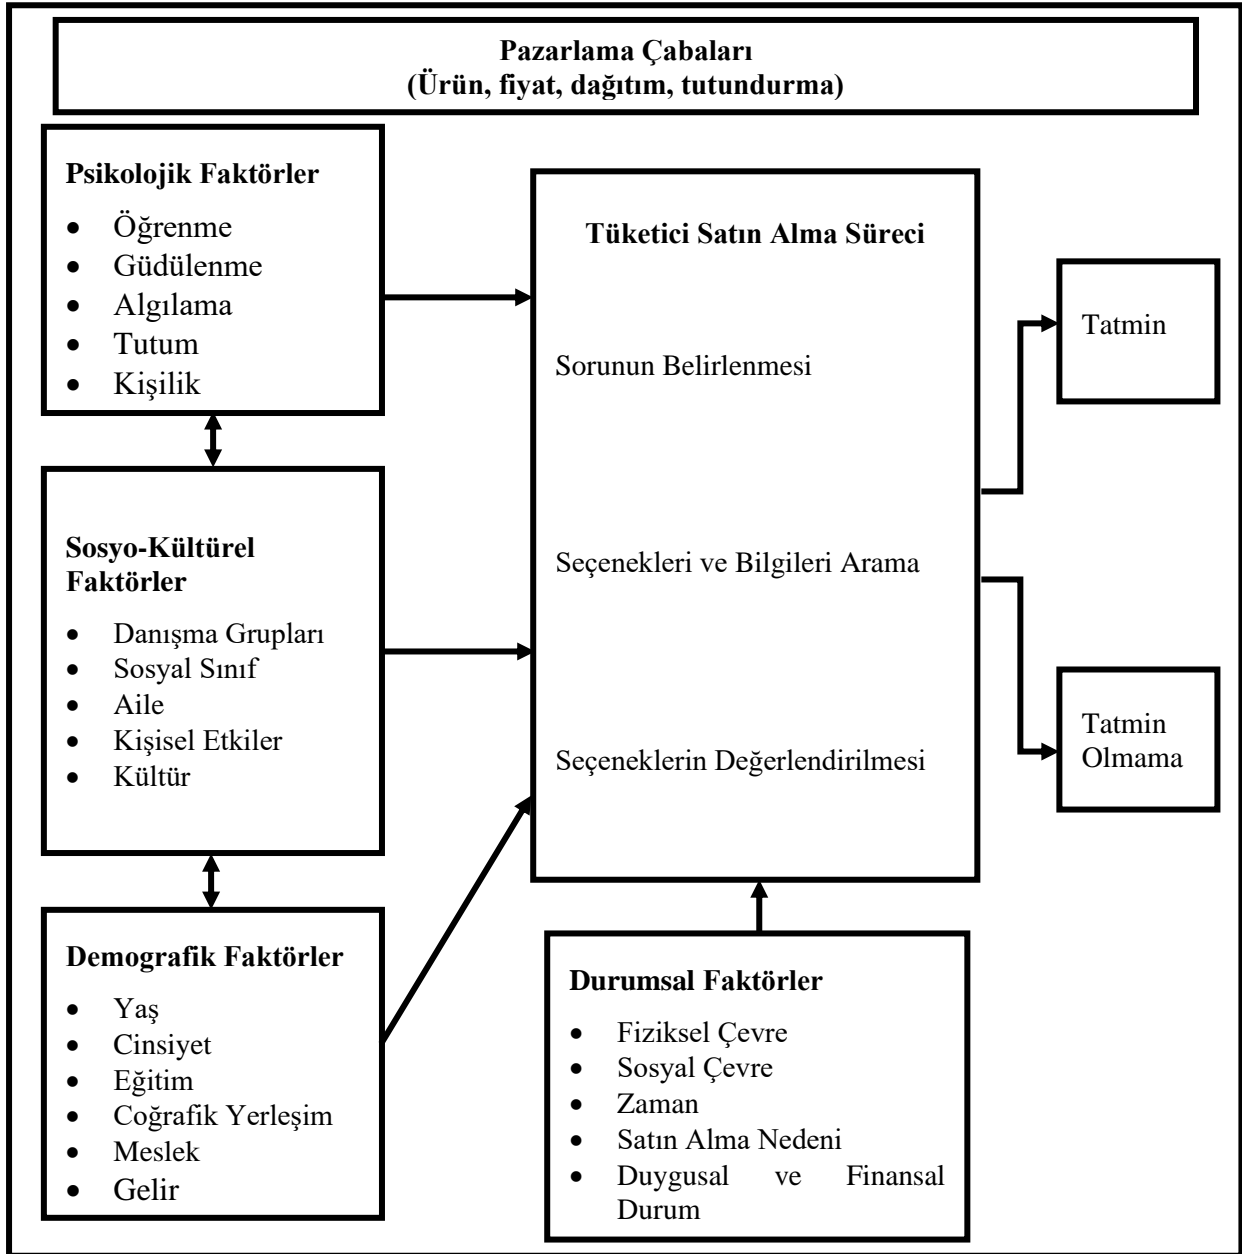 Pazarlama Çabaları
(Ürün, fiyat, dağıtım, tutundurma)
Psikolojik Faktörler
• Öğrenme
• Güdülenme
• Algılama
• Tutum
• Kişilik
Sosyo-Kültürel
Faktörler
• Danışma Grupları
• Sosyal Sınıf
• Aile
• Kişisel Etkiler
• Kültür
Demografik Faktörler
• Yaş
• Cinsiyet
• Eğitim
• Coğrafik Yerleşim
• Meslek
• Gelir
Tüketici Satın Alma Süreci
Sorunun Belirlenmesi
Seçenekleri ve Bilgileri Arama
Seçeneklerin Değerlendirilmesi
Durumsal Faktörler
• Fiziksel Çevre
• Sosyal Çevre
• Zaman
• Satın Alma Nedeni
• Duygusal ve Finansal
Durum
Tatmin
Tatmin
Olmama